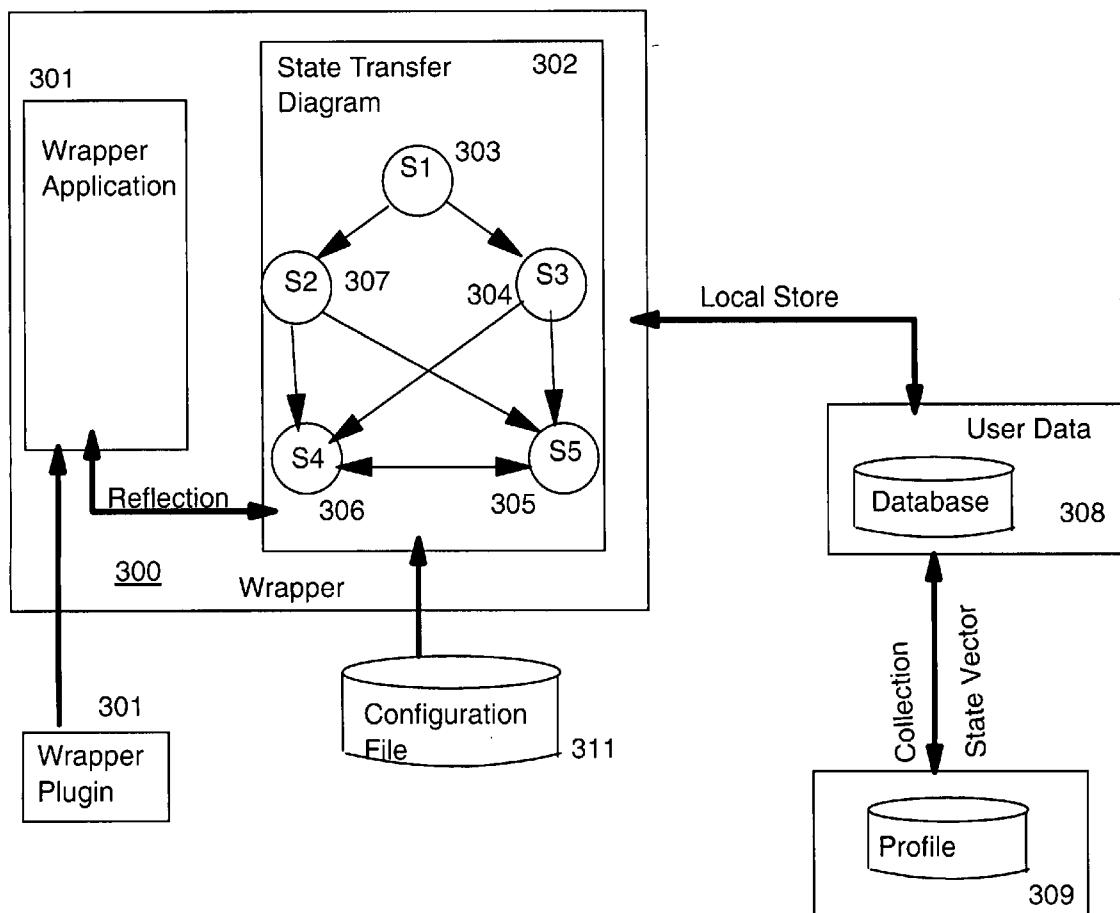 301
Wrapper
Application
State Transfer
Diagram
302
S1
303
S2
307
304
S3
S4
306
305
S5
Reflection
300
Wrapper
Local Store
User Data
Database
308
Collection
State Vector
301
Wrapper
Plugin
Configuration
File
311
Profile
309